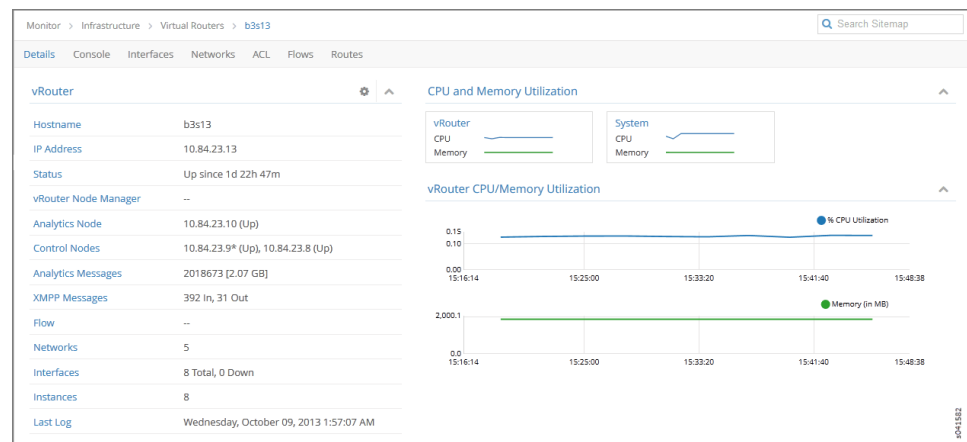 Monitor > Infrastructure > Virtual Routers > b3s13
Search Sitemap
Details Console Interfaces Networks ACL Flows Routes
vRouter
Hostname b3s13
IP Address 10.84.23.13
Status Up since 1d 22h 47m
vRouter Node Manager --
Analytics Node 10.84.23.10 (Up)
Control Nodes 10.84.23.9* (Up), 10.84.23.8 (Up)
Analytics Messages 2018673 [2.07 GB]
XMPP Messages 392 In, 31 Out
Flow --
Networks 5
Interfaces 8 Total, 0 Down
Instances 8
Last Log Wednesday, October 09, 2013 1:57:07 AM
CPU and Memory Utilization
vRouter
CPU
Memory
System
CPU
Memory
vRouter CPU/Memory Utilization
% CPU Utilization
0.15
0.10
0.00
15:16:14 15:25:00 15:33:20 15:41:40 15:48:38
Memory (in MB)
2,000.1
0.0
15:16:14 15:25:00 15:33:20 15:41:40 15:48:38
s041582